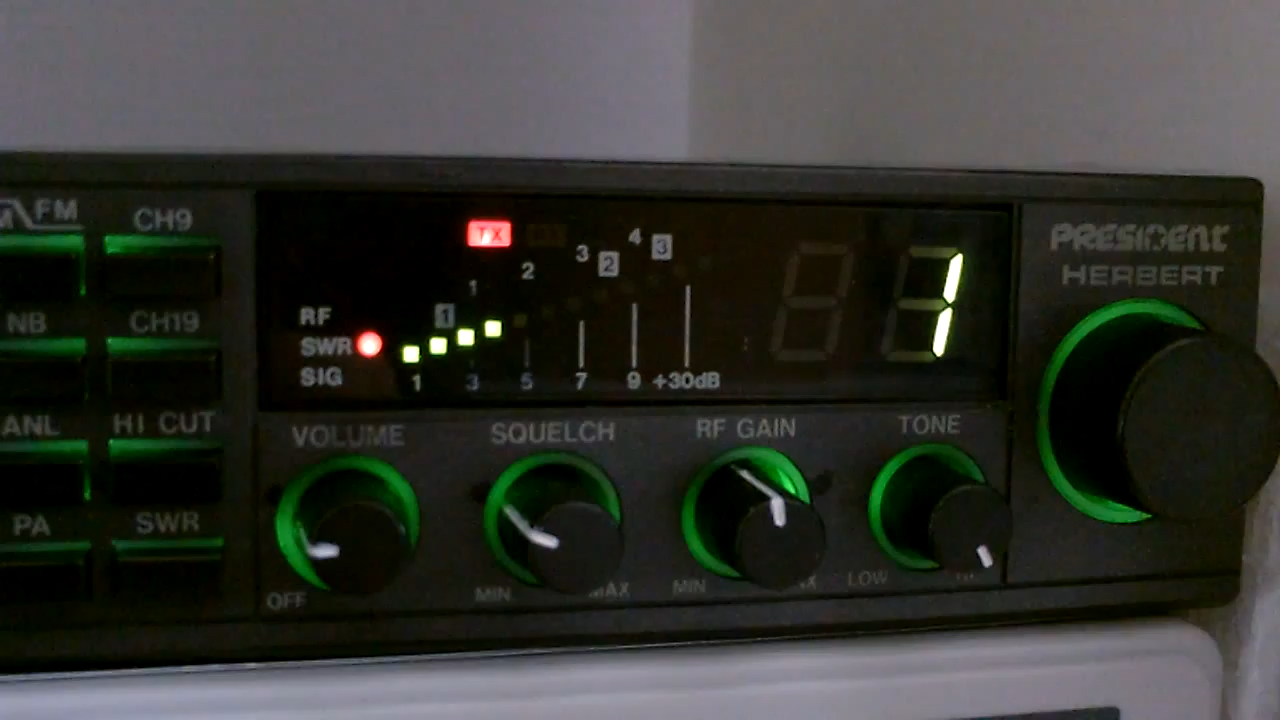 FM
CH9
TX
PRESIDENT
HERBERT
1 2 3 4
1 2 3
NB
CH19
RF
SWR
SIG
1 3 5 7 9 +30dB
1
ANL
HI CUT
VOLUME
SQUELCH
RF GAIN
TONE
PA
SWR
OFF
MIN
MAX
MIN
LOW